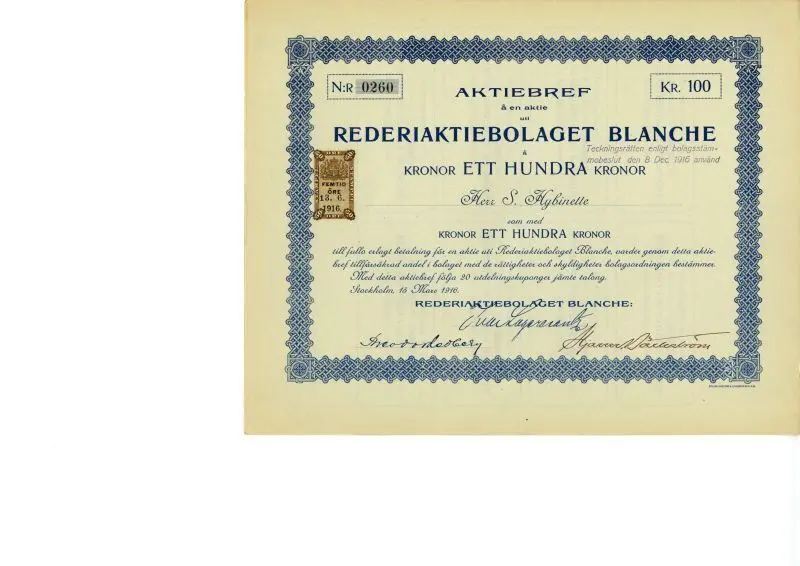 N:R 0260
AKTIEBREF
KR. 100
å en aktie
uti
REDERIAKTIEBOLAGET BLANCHE
Teckningsrätten enligt bolagsstäm-
mobeslut den 8 Dec. 1916 använd
å
KRONOR ETT HUNDRA KRONOR
FEMTIO
ÖRE
13. 6.
1916.
Herr S. Hybinette
som med
KRONOR ETT HUNDRA KRONOR
till fullo erlagt betalning för en aktie uti Rederiaktiebolaget Blanche, varder genom detta aktie-
bref tillförsäkrad andel i bolaget med de rättigheter och skyldigheter bolagsordningen bestämmer.
Med detta aktiebref följa 20 utdelningskuponger jämte talong.
Stockholm, 15 Mars 1916.
REDERIAKTIEBOLAGET BLANCHE: